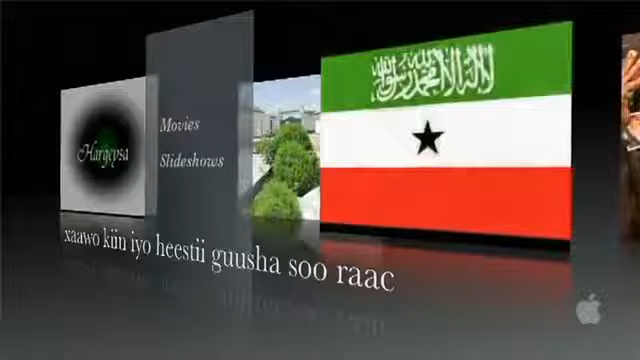 Hargeysa
Movies
Slideshows
لا إله إلا الله محمد رسول الله
xaawo kiin iyo heestii guusha soo raac